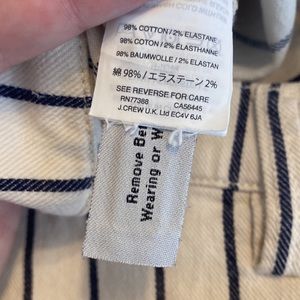 98% COTTON / 2% ELASTANE
98% COTON / 2% ÉLASTHANNE
98% BAUMWOLLE / 2% ELASTAN
綿 98% / エラステーン 2%
SEE REVERSE FOR CARE
RN77388 CA56445
J.CREW U.K. Ltd EC4V 6JA
Remove Be
Wearing or W